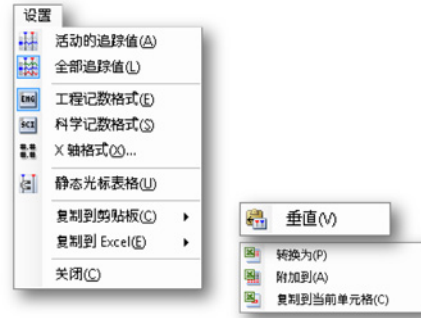 设置
活动的追踪值(A)
全部追踪值(L)
ENG 工程记数格式(E)
SCI 科学记数格式(S)
X 轴格式(X)...
静态光标表格(U)
复制到剪贴板(C)
复制到 Excel(E)
关闭(C)
垂直(V)
转换为(P)
附加到(A)
复制到当前单元格(C)